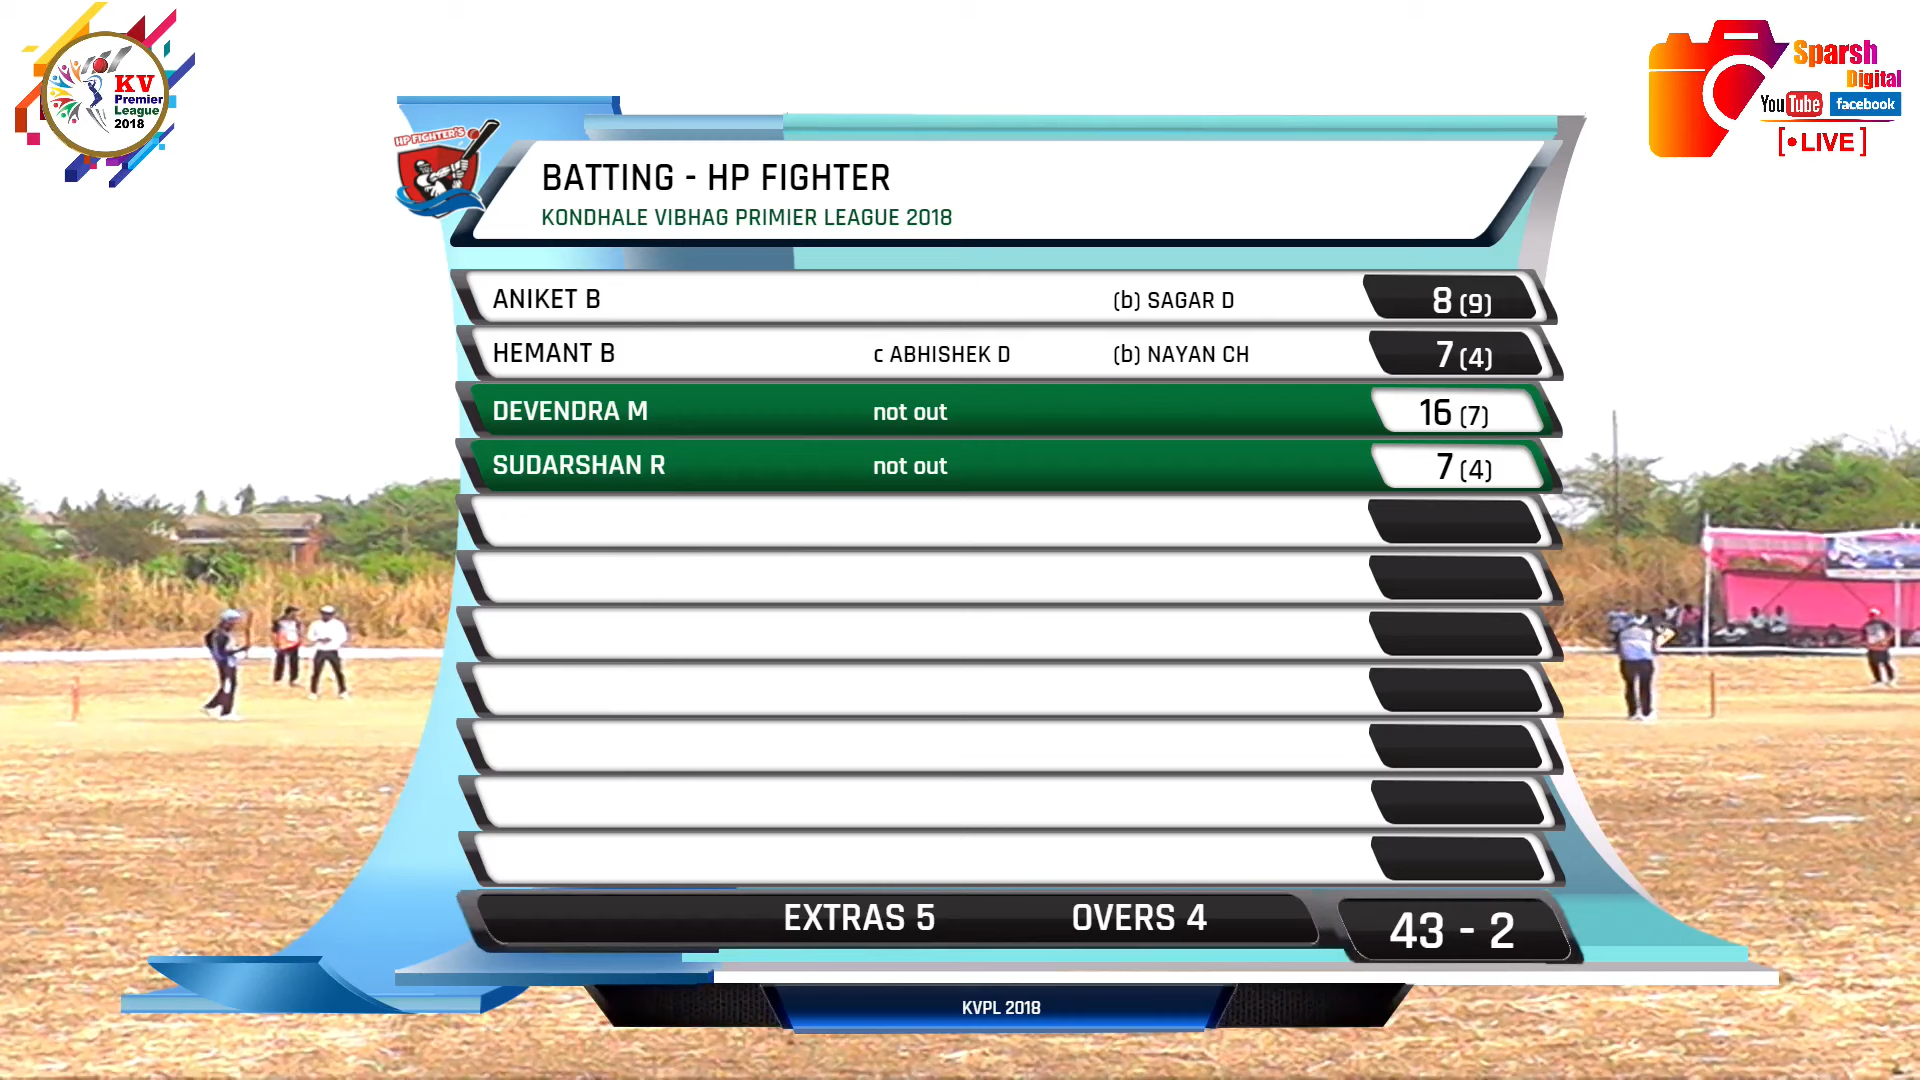 KV
Premier
League
2018
Sparsh
Digital
YouTube facebook
[•LIVE]
HP FIGHTER'S
BATTING - HP FIGHTER
KONDHALE VIBHAG PRIMIER LEAGUE 2018
ANIKET B (b) SAGAR D 8 (9)
HEMANT B c ABHISHEK D (b) NAYAN CH 7 (4)
DEVENDRA M not out 16 (7)
SUDARSHAN R not out 7 (4)
EXTRAS 5 OVERS 4 43 - 2
KVPL 2018